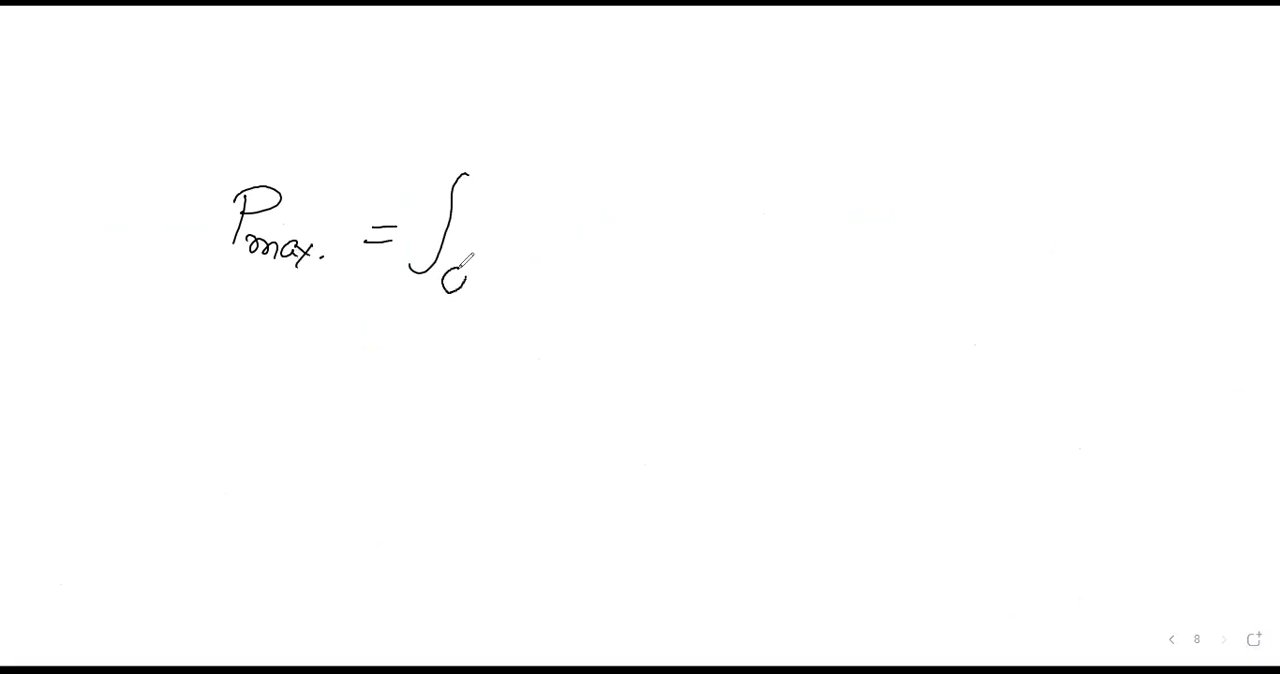 Pmax. = ∫0
8